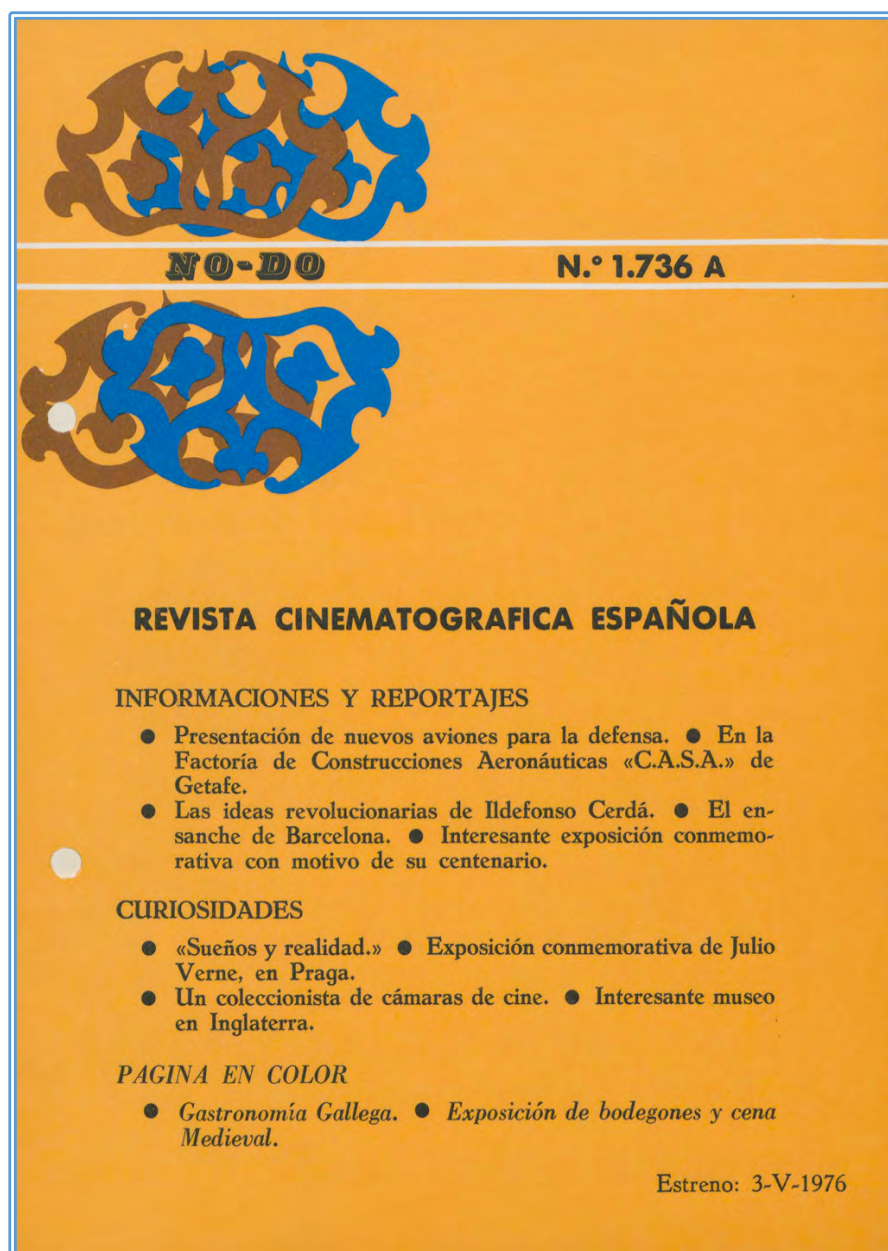 NO-DO N.º 1.736 A
REVISTA CINEMATOGRAFICA ESPAÑOLA
INFORMACIONES Y REPORTAJES
● Presentación de nuevos aviones para la defensa. ● En la
Factoría de Construcciones Aeronáuticas «C.A.S.A.» de
Getafe.
● Las ideas revolucionarias de Ildefonso Cerdá. ● El en-
sanche de Barcelona. ● Interesante exposición conmemo-
rativa con motivo de su centenario.
CURIOSIDADES
● «Sueños y realidad.» ● Exposición conmemorativa de Julio
Verne, en Praga.
● Un coleccionista de cámaras de cine. ● Interesante museo
en Inglaterra.
PAGINA EN COLOR
● Gastronomía Gallega. ● Exposición de bodegones y cena
Medieval.
Estreno: 3-V-1976